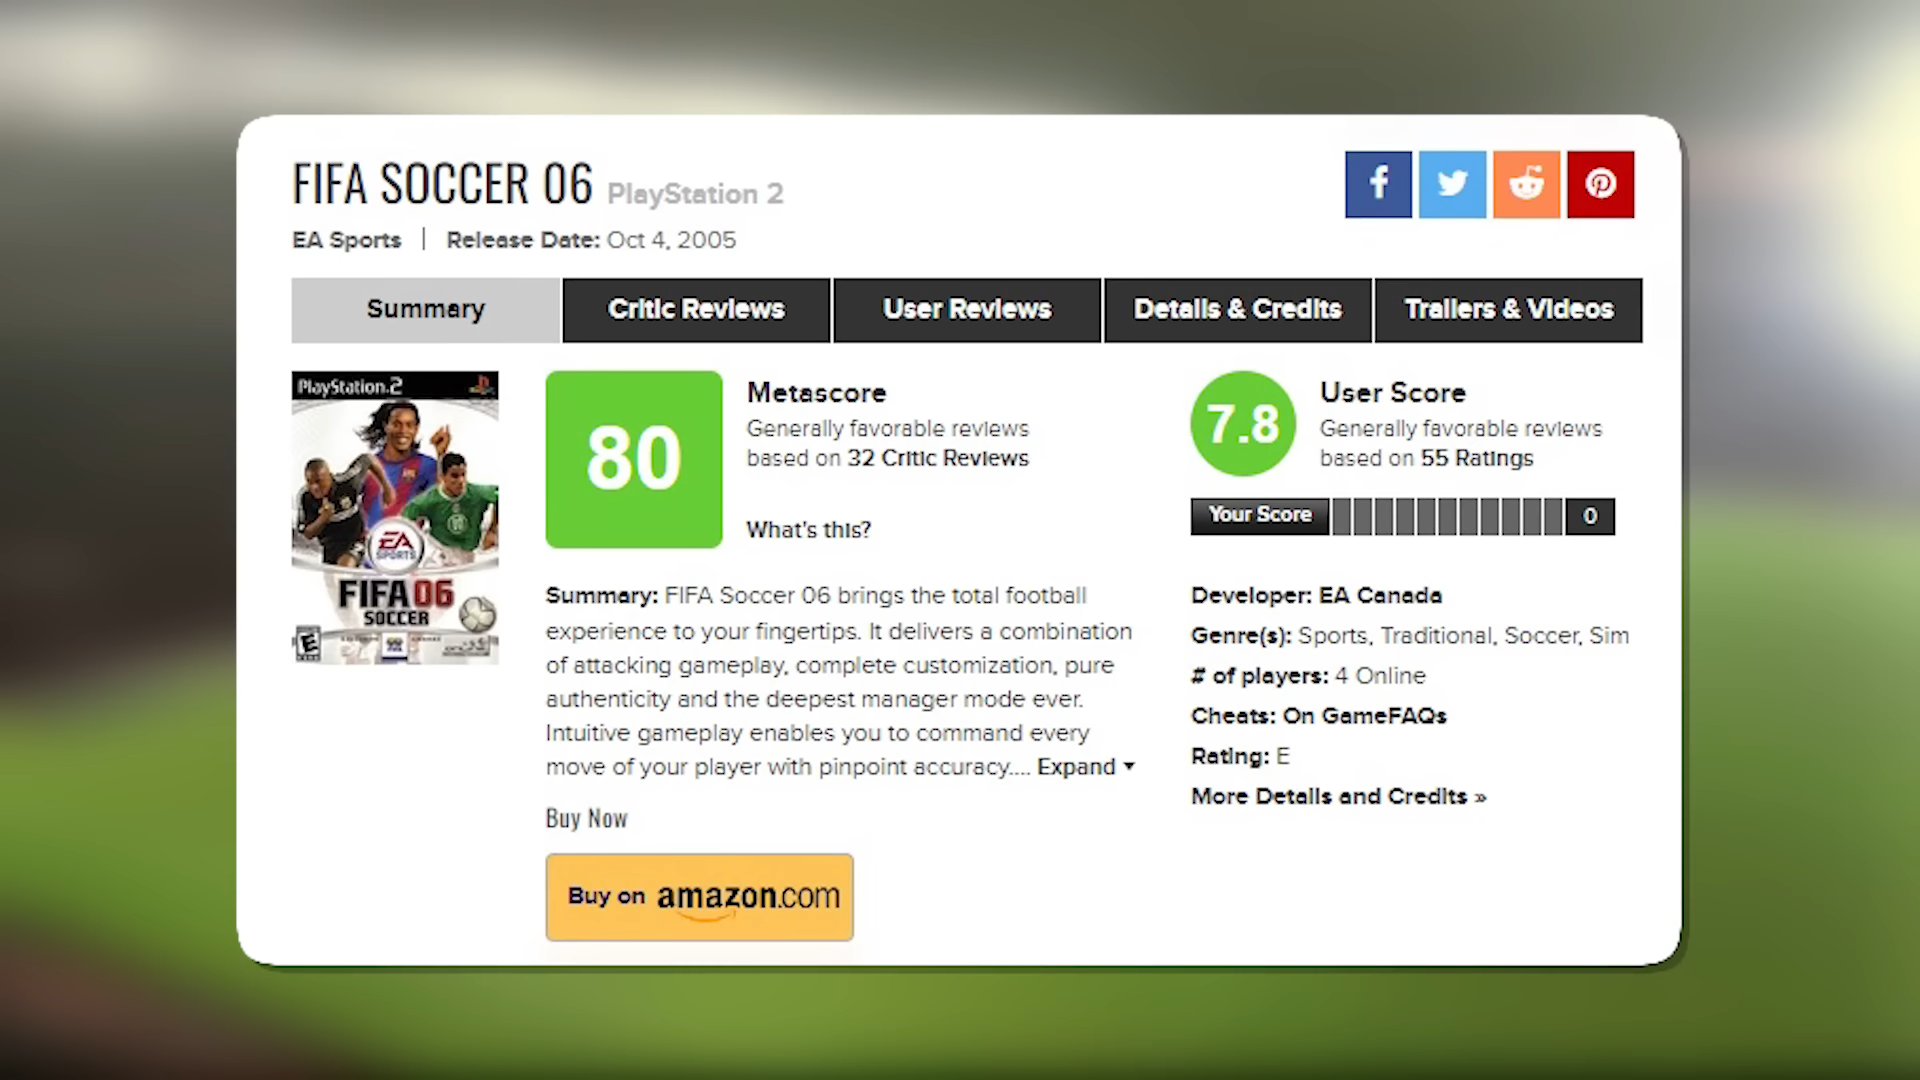 FIFA SOCCER 06 PlayStation 2
EA Sports | Release Date: Oct 4, 2005
Summary
Critic Reviews
User Reviews
Details & Credits
Trailers & Videos
PlayStation.2
EA
SPORTS
FIFA 06
SOCCER
E
80
Metascore
Generally favorable reviews
based on 32 Critic Reviews
What's this?
7.8
User Score
Generally favorable reviews
based on 55 Ratings
Your Score
0
Summary: FIFA Soccer 06 brings the total football
experience to your fingertips. It delivers a combination
of attacking gameplay, complete customization, pure
authenticity and the deepest manager mode ever.
Intuitive gameplay enables you to command every
move of your player with pinpoint accuracy.... Expand
Buy Now
Buy on amazon.com
Developer: EA Canada
Genre(s): Sports, Traditional, Soccer, Sim
# of players: 4 Online
Cheats: On GameFAQs
Rating: E
More Details and Credits »